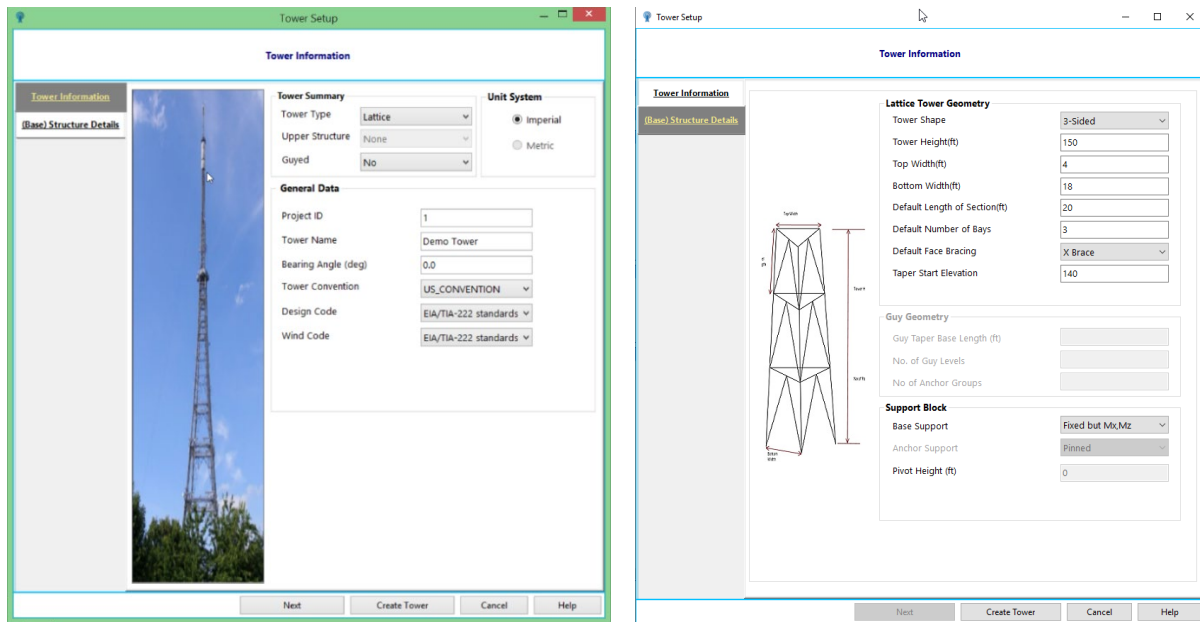 Tower Setup
Tower Information
Tower Information
(Base) Structure Details
Tower Summary
Tower Type
Lattice
Upper Structure
None
Guyed
No
Unit System
Imperial
Metric
General Data
Project ID
1
Tower Name
Demo Tower
Bearing Angle (deg)
0.0
Tower Convention
US_CONVENTION
Design Code
EIA/TIA-222 standards
Wind Code
EIA/TIA-222 standards
Next
Create Tower
Cancel
Help
Tower Setup
Tower Information
Tower Information
(Base) Structure Details
Top Width
Bottom
Width
Lattice Tower Geometry
Tower Shape
3-Sided
Tower Height(ft)
150
Top Width(ft)
4
Bottom Width(ft)
18
Default Length of Section(ft)
20
Default Number of Bays
3
Default Face Bracing
X Brace
Taper Start Elevation
140
Guy Geometry
Guy Taper Base Length (ft)
No. of Guy Levels
No of Anchor Groups
Support Block
Base Support
Fixed but Mx,Mz
Anchor Support
Pinned
Pivot Height (ft)
0
Next
Create Tower
Cancel
Help